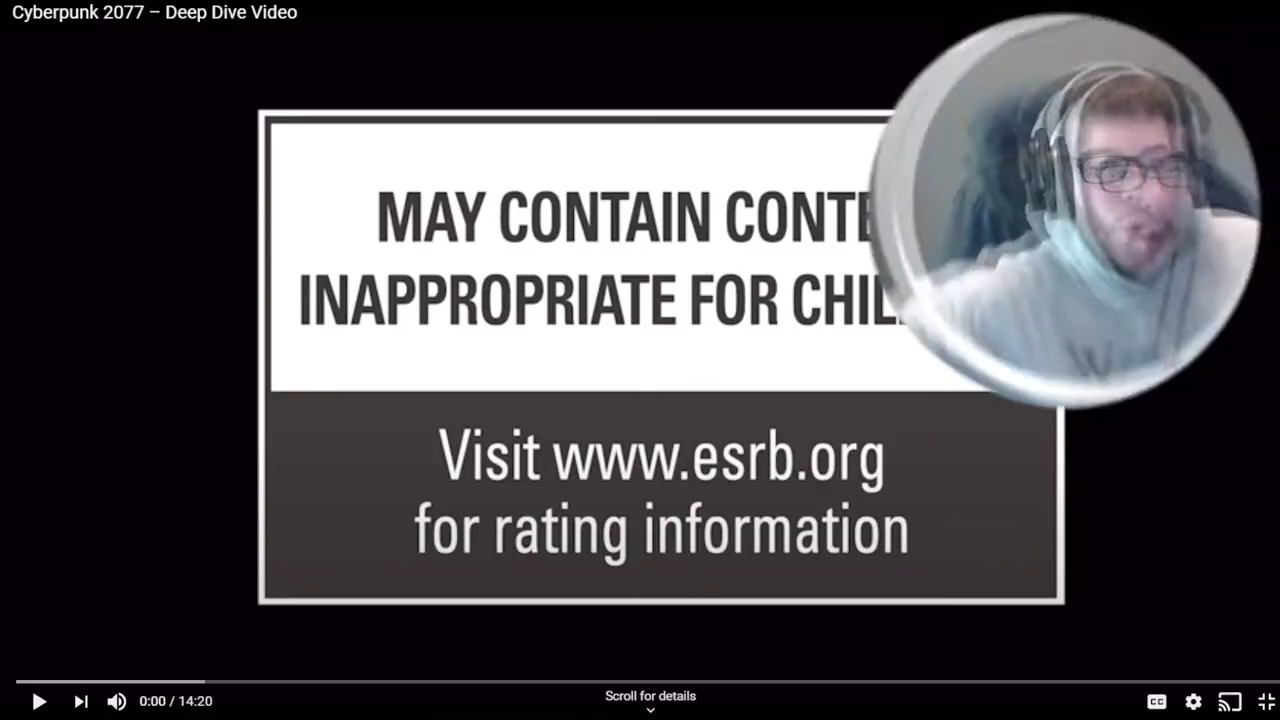 Cyberpunk 2077 – Deep Dive Video
MAY CONTAIN CONTE
INAPPROPRIATE FOR CHIL
Visit www.esrb.org
for rating information
0:00 / 14:20
Scroll for details
CC